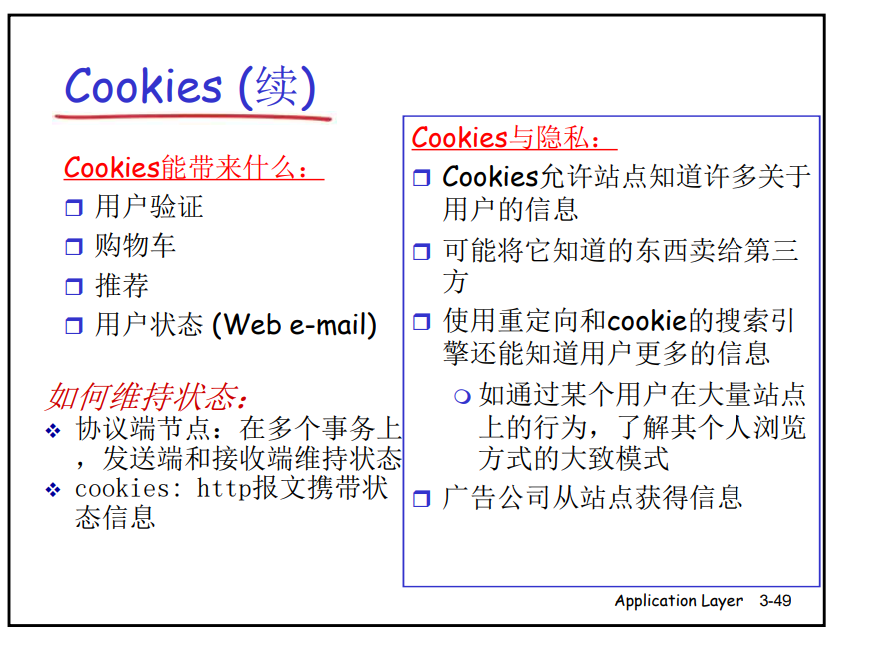 Cookies (续)
Cookies能带来什么：
用户验证
购物车
推荐
用户状态 (Web e-mail)
如何维持状态：
协议端节点：在多个事务上
，发送端和接收端维持状态
cookies: http报文携带状
态信息
Cookies与隐私：
Cookies允许站点知道许多关于
用户的信息
可能将它知道的东西卖给第三
方
使用重定向和cookie的搜索引
擎还能知道用户更多的信息
如通过某个用户在大量站点
上的行为，了解其个人浏览
方式的大致模式
广告公司从站点获得信息
Application Layer 3-49